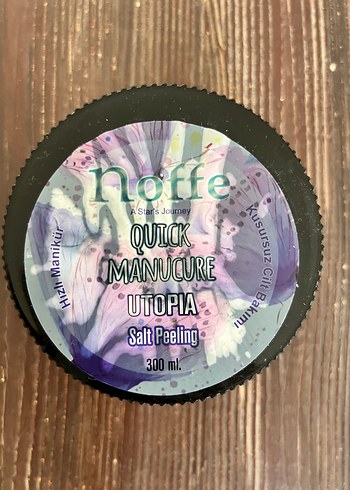 noffe
A Star's Journey
QUICK
MANUCURE
UTOPIA
Salt Peeling
300 ml.
Hızlı Manikür
Kusursuz Cilt Bakımı